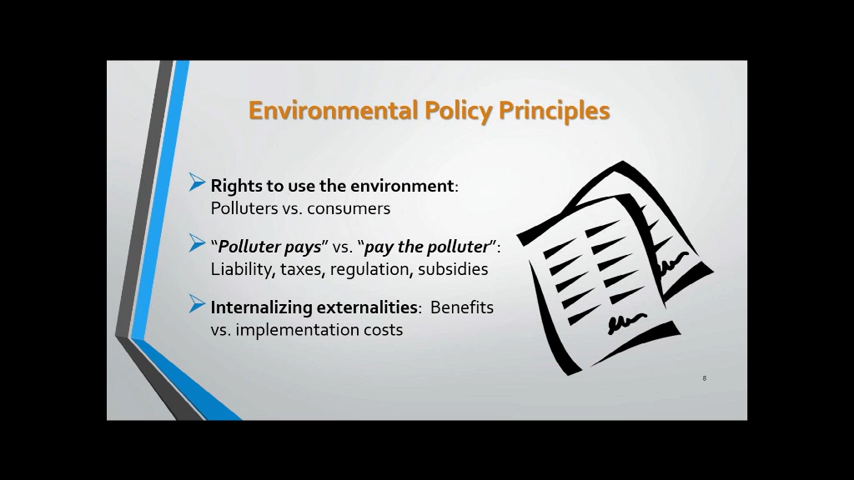 Environmental Policy Principles
Rights to use the environment:
Polluters vs. consumers
"Polluter pays" vs. "pay the polluter":
Liability, taxes, regulation, subsidies
Internalizing externalities: Benefits
vs. implementation costs
8